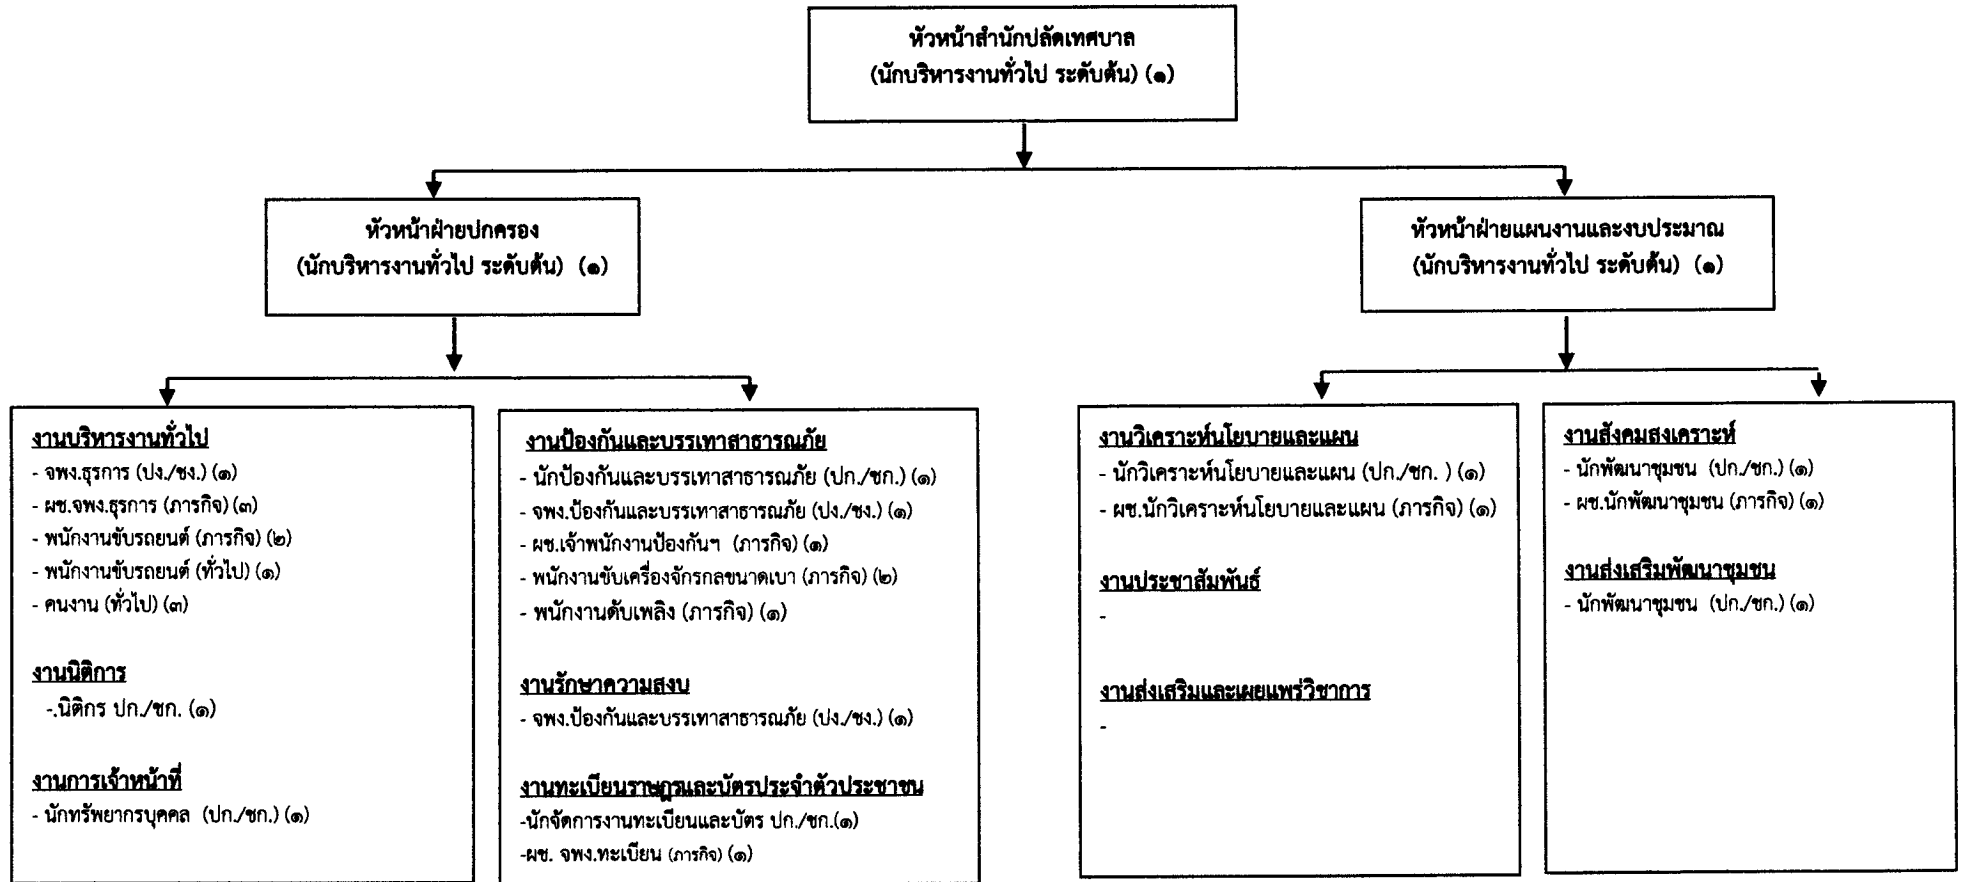 หัวหน้าสำนักปลัดเทศบาล
(นักบริหารงานทั่วไป ระดับต้น) (๑)
หัวหน้าฝ่ายปกครอง
(นักบริหารงานทั่วไป ระดับต้น) (๑)
หัวหน้าฝ่ายแผนงานและงบประมาณ
(นักบริหารงานทั่วไป ระดับต้น) (๑)
งานบริหารงานทั่วไป
- จพง.ธุรการ (ปง./ชง.) (๑)
- ผช.จพง.ธุรการ (ภารกิจ) (๓)
- พนักงานขับรถยนต์ (ภารกิจ) (๒)
- พนักงานขับรถยนต์ (ทั่วไป) (๑)
- คนงาน (ทั่วไป) (๓)
งานนิติการ
-.นิติกร ปก./ชก. (๑)
งานการเจ้าหน้าที่
- นักทรัพยากรบุคคล (ปก./ชก.) (๑)
งานป้องกันและบรรเทาสาธารณภัย
- นักป้องกันและบรรเทาสาธารณภัย (ปก./ชก.) (๑)
- จพง.ป้องกันและบรรเทาสาธารณภัย (ปง./ชง.) (๑)
- ผช.เจ้าพนักงานป้องกันฯ (ภารกิจ) (๑)
- พนักงานขับเครื่องจักรกลขนาดเบา (ภารกิจ) (๒)
- พนักงานดับเพลิง (ภารกิจ) (๑)
งานรักษาความสงบ
- จพง.ป้องกันและบรรเทาสาธารณภัย (ปง./ชง.) (๑)
งานทะเบียนราษฎรและบัตรประจำตัวประชาชน
-นักจัดการงานทะเบียนและบัตร ปก./ชก.(๑)
-ผช. จพง.ทะเบียน (ภารกิจ) (๑)
งานวิเคราะห์นโยบายและแผน
- นักวิเคราะห์นโยบายและแผน (ปก./ชก. ) (๑)
- ผช.นักวิเคราะห์นโยบายและแผน (ภารกิจ) (๑)
งานประชาสัมพันธ์
-
งานส่งเสริมและเผยแพร่วิชาการ
-
งานสังคมสงเคราะห์
- นักพัฒนาชุมชน (ปก./ชก.) (๑)
- ผช.นักพัฒนาชุมชน (ภารกิจ) (๑)
งานส่งเสริมพัฒนาชุมชน
- นักพัฒนาชุมชน (ปก./ชก.) (๑)